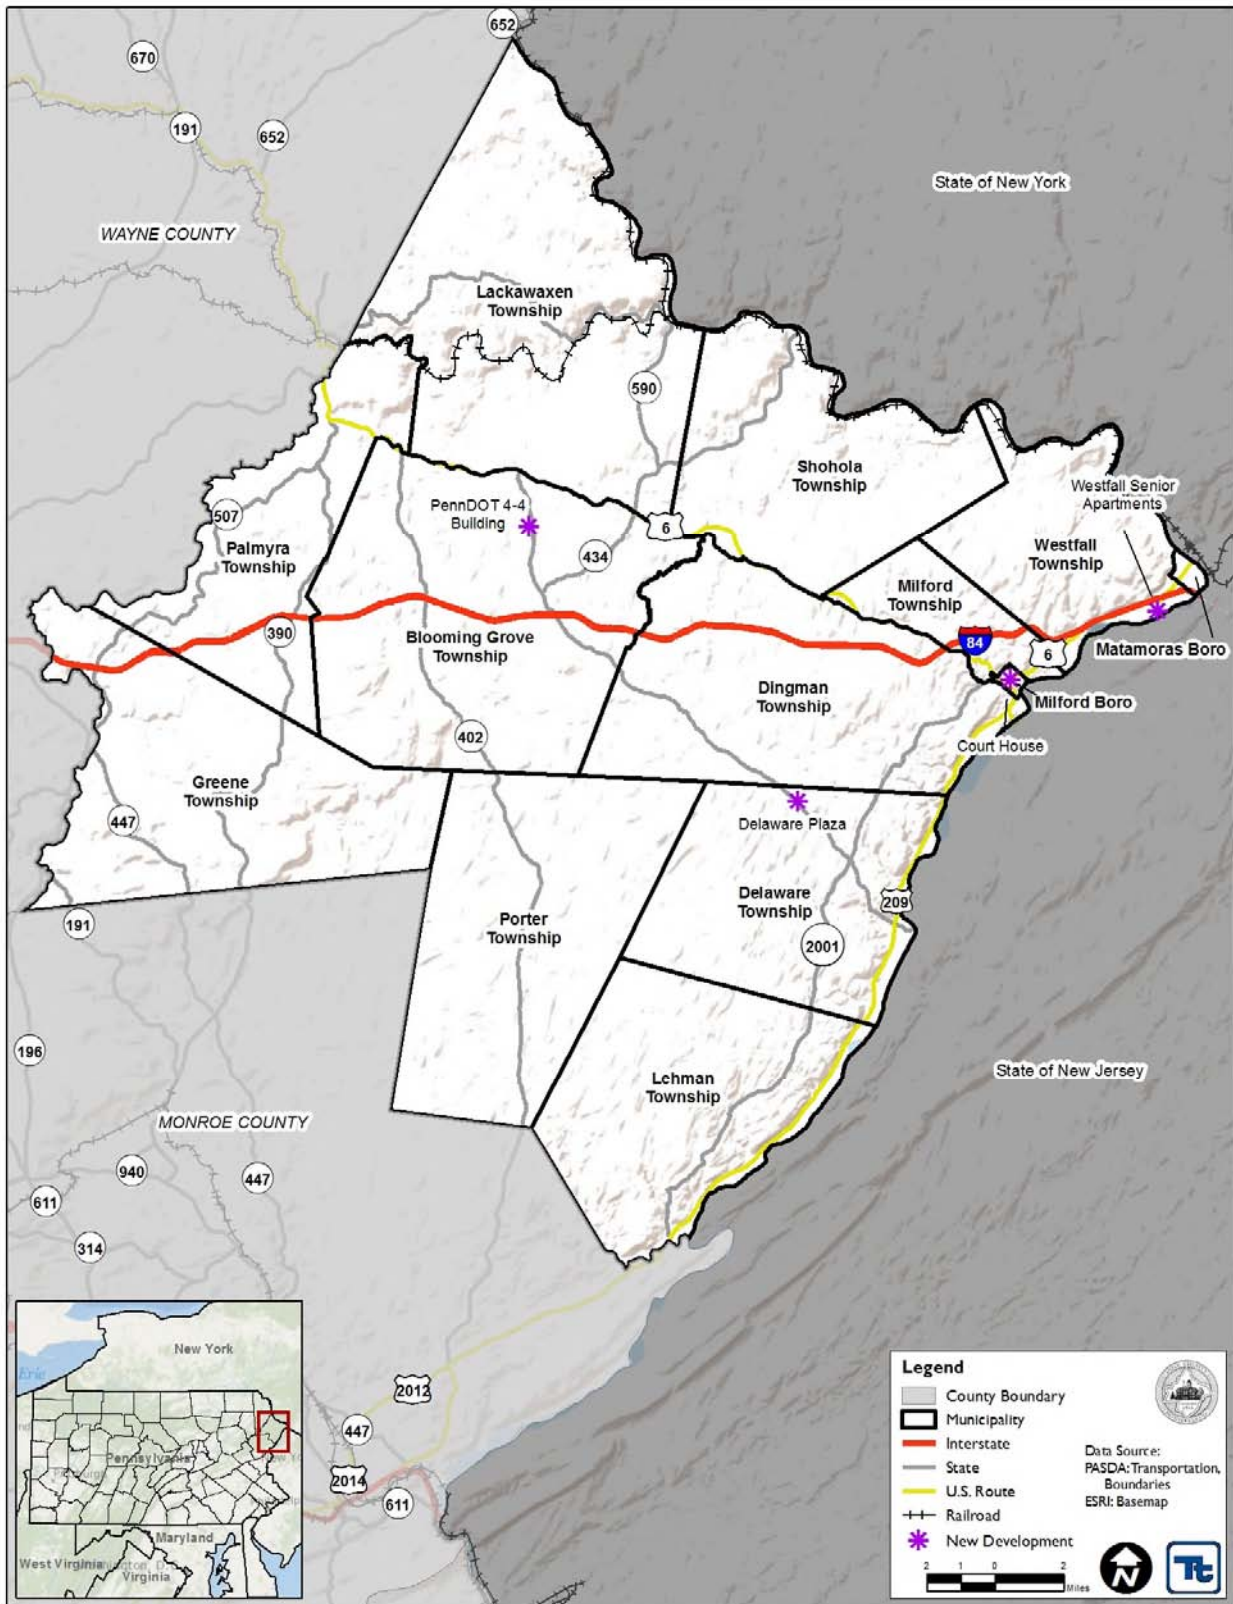 652
670
191
652
State of New York
WAYNE COUNTY
Lackawaxen
Township
590
Shohola
Township
Westfall Senior
Apartments
507
PennDOT 4-4
Building
6
434
Palmyra
Township
Westfall
Township
Milford
Township
390
Blooming Grove
Township
84
6
Matamoras Boro
Dingman
Township
Milford Boro
402
Court House
Greene
Township
447
Delaware Plaza
Delaware
Township
209
191
Porter
Township
2001
196
State of New Jersey
Lehman
Township
MONROE COUNTY
940
447
611
314
New York
Erie
Pennsylvania
Maryland
West Virginia
Virginia
2012
447
2014
611
Legend
County Boundary
Municipality
Interstate
State
U.S. Route
Railroad
New Development
Data Source:
PASDA: Transportation,
Boundaries
ESRI: Basemap
2 1 0 2
Miles
N
Tt